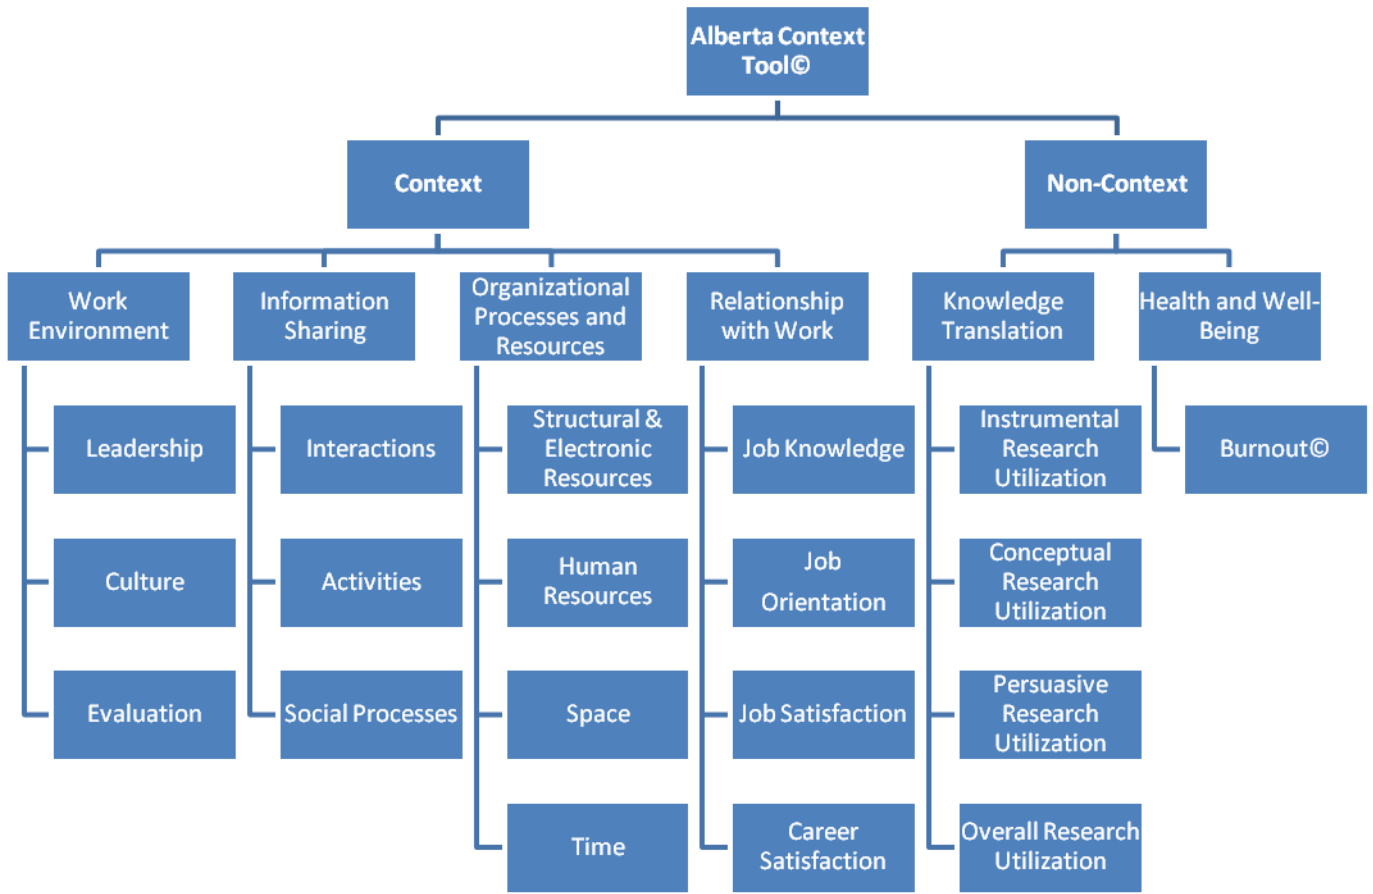 Alberta Context
Tool©
Context
Non-Context
Work
Environment
Information
Sharing
Organizational
Processes and
Resources
Relationship
with Work
Knowledge
Translation
Health and Well-
Being
Leadership
Interactions
Structural &
Electronic
Resources
Job Knowledge
Instrumental
Research
Utilization
Burnout©
Culture
Activities
Human
Resources
Job
Orientation
Conceptual
Research
Utilization
Evaluation
Social Processes
Space
Job Satisfaction
Persuasive
Research
Utilization
Time
Career
Satisfaction
Overall Research
Utilization